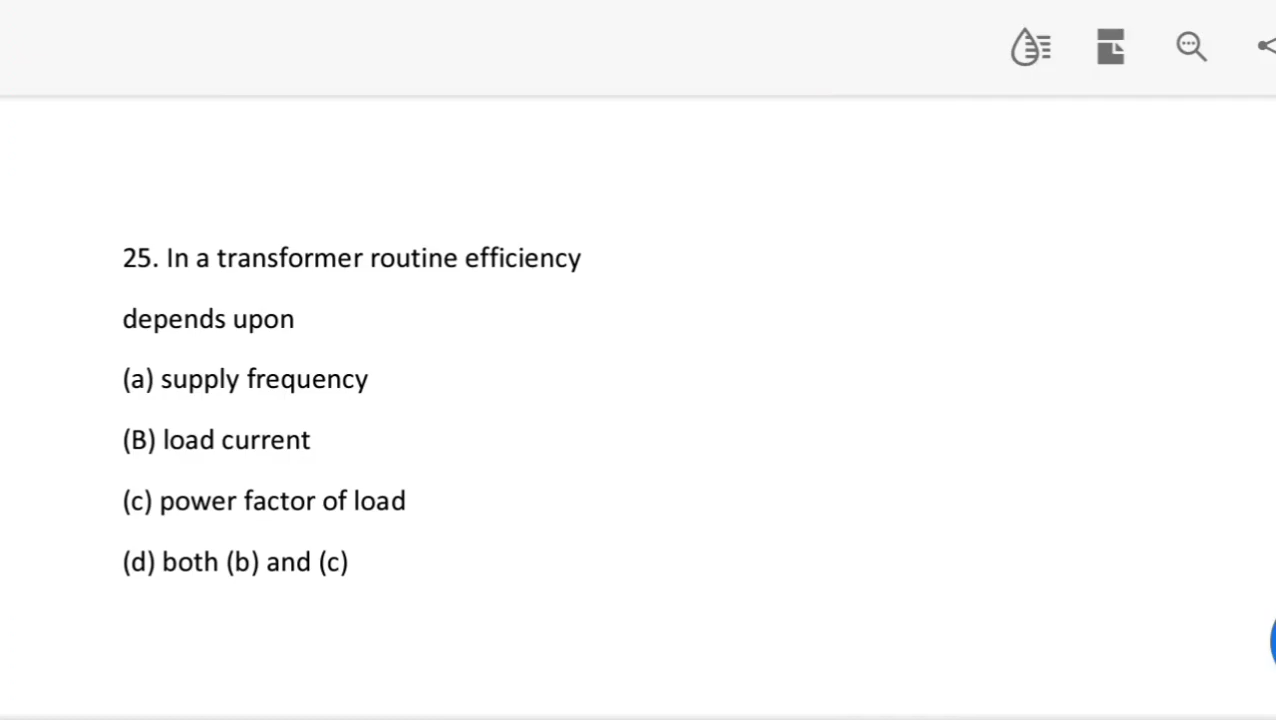 25. In a transformer routine efficiency
depends upon
(a) supply frequency
(B) load current
(c) power factor of load
(d) both (b) and (c)